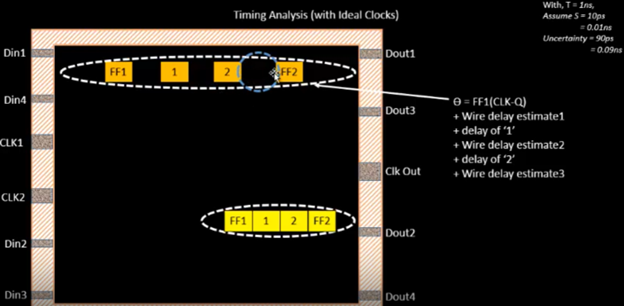 Timing Analysis (with Ideal Clocks)
With, T = 1ns,
Assume S = 10ps
= 0.01ns
Uncertainty = 90ps
= 0.09ns
Din1
Din4
CLK1
CLK2
Din2
Din3
FF1 1 2 FF2
FF1 1 2 FF2
Dout1
Dout3
Clk Out
Dout2
Dout4
Ɵ = FF1(CLK-Q)
+ Wire delay estimate1
+ delay of '1'
+ Wire delay estimate2
+ delay of '2'
+ Wire delay estimate3